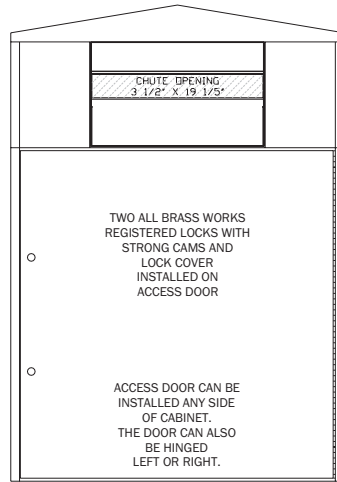 CHUTE OPENING
3 1/2" X 19 1/5"
TWO ALL BRASS WORKS
REGISTERED LOCKS WITH
STRONG CAMS AND
LOCK COVER
INSTALLED ON
ACCESS DOOR
ACCESS DOOR CAN BE
INSTALLED ANY SIDE
OF CABINET.
THE DOOR CAN ALSO
BE HINGED
LEFT OR RIGHT.